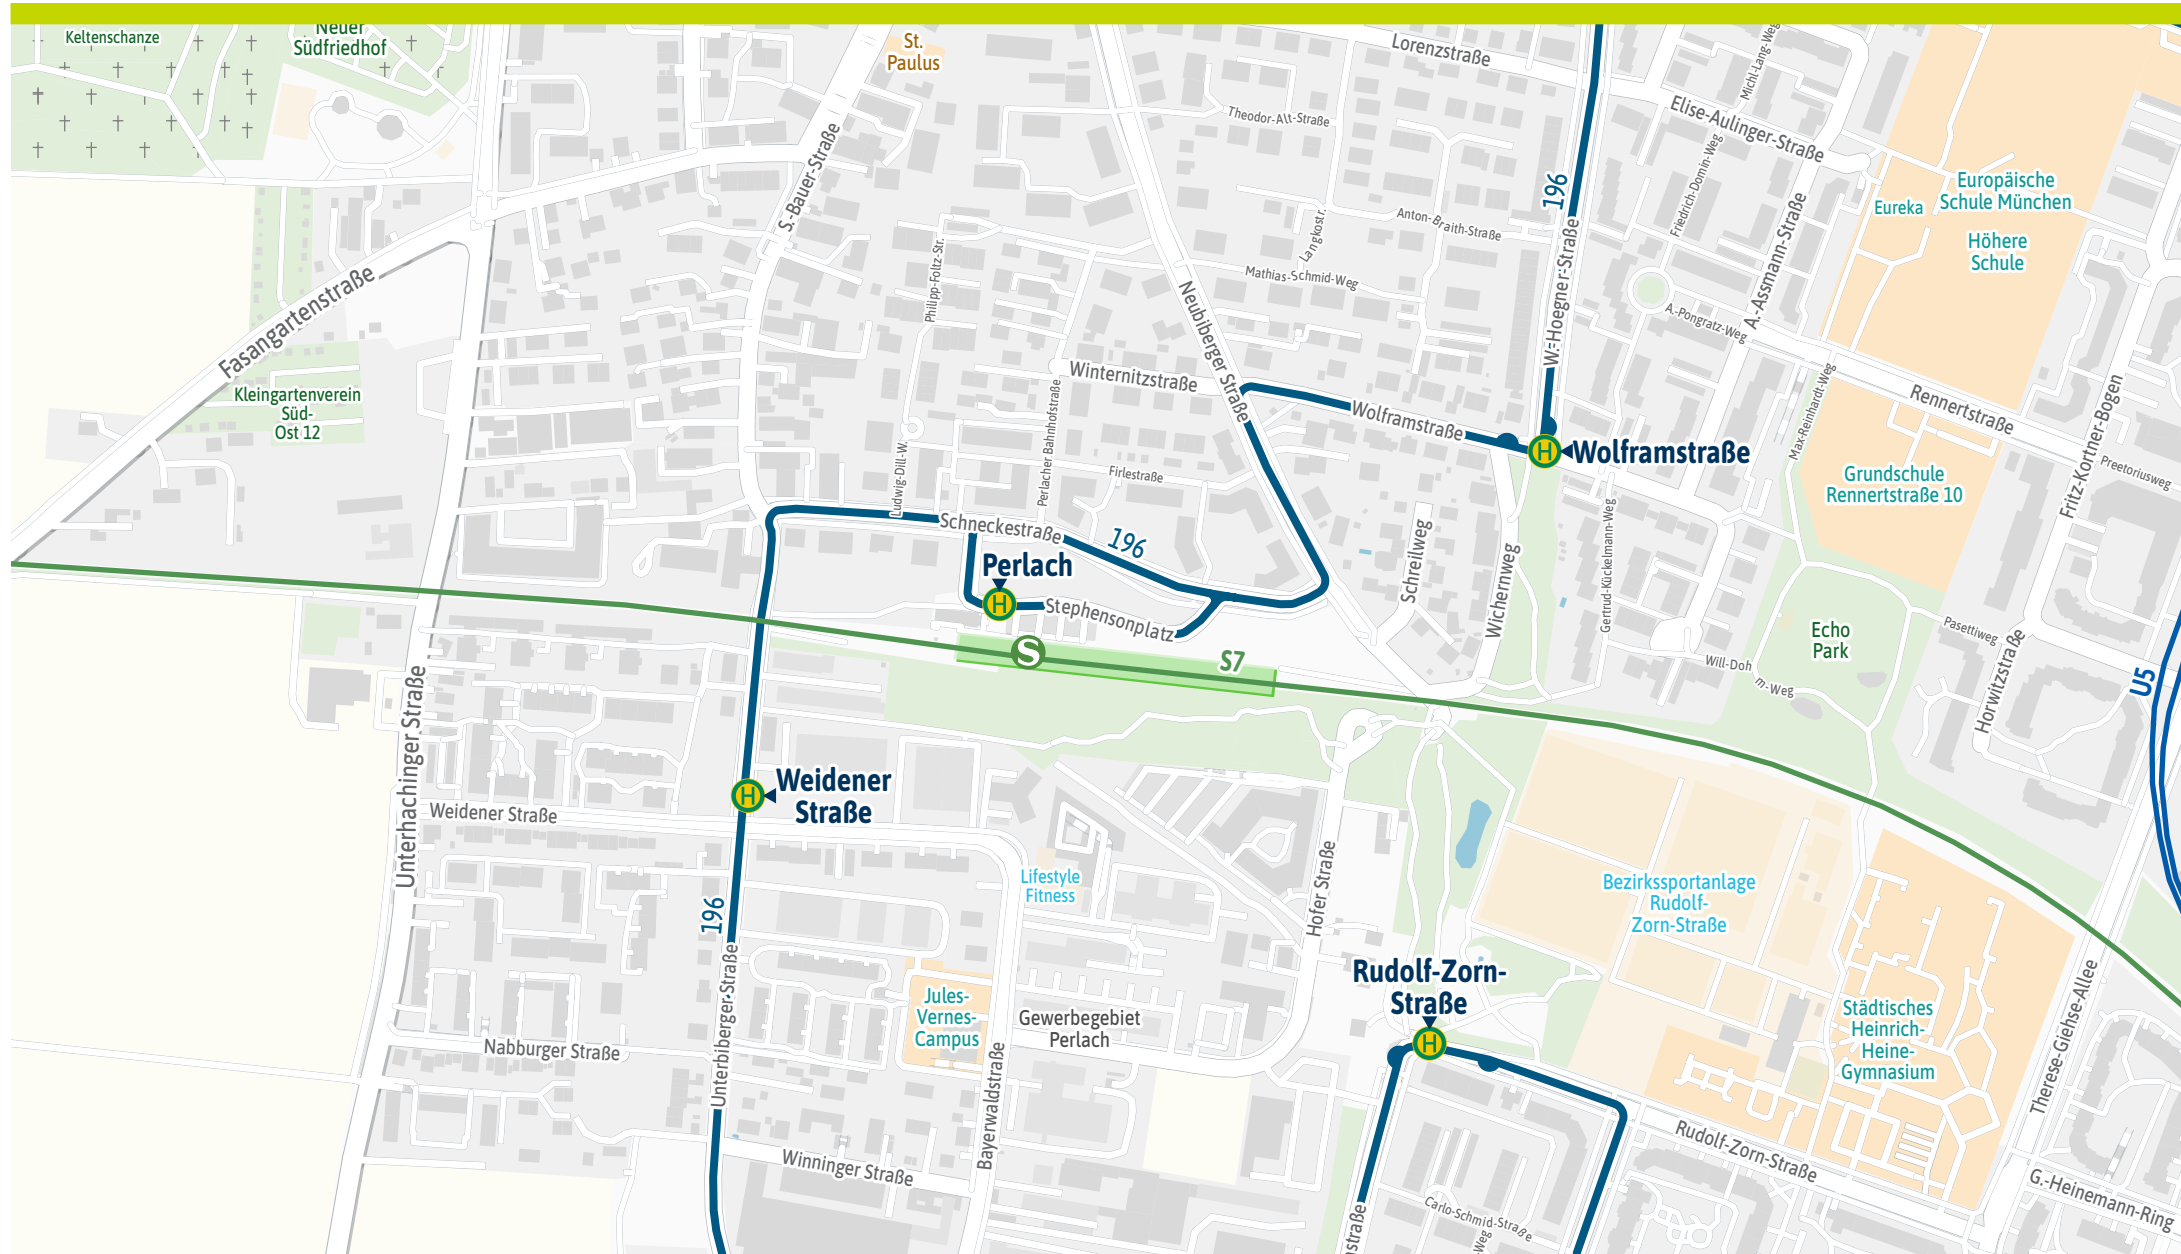 Keltenschanze
Neuer
Südfriedhof
St.
Paulus
Lorenzstraße
Michl-Lang-Weg
Elise-Aulinger-Straße
Theodor-Alt-Straße
S.-Bauer-Straße
196
Friedrich-Domin-Weg
Europäische
Schule München
Eureka
Höhere
Schule
Anton-Braith-Straße
Langkostr.
Philipp-Foltz-Str.
Mathias-Schmid-Weg
W.-Hoegner-Straße
A.-Assmann-Straße
Fasangartenstraße
Neubiberger Straße
A.-Pongratz-Weg
Winternitzstraße
Kleingartenverein
Süd-
Ost 12
Perlacher Bahnhofstraße
Wolframstraße
Max-Reinhardt-Weg
Rennertstraße
Fritz-Kortner-Bogen
H
Wolframstraße
Ludwig-Dill-W.
Firlestraße
Grundschule
Rennertstraße 10
Preetoriusweg
Schneckestraße
196
Schreilweg
Wichernweg
Gertrud-Kückelmann-Weg
Perlach
H
Stephensonplatz
S
S7
Echo
Park
Pasettiweg
Will-Doh
m-Weg
Horwitzstraße
U5
Unterhachinger Straße
H
Weidener
Straße
Weidener Straße
Lifestyle
Fitness
Hofer Straße
Bezirkssportanlage
Rudolf-
Zorn-Straße
196
Unterbiberger Straße
Rudolf-Zorn-
Straße
H
Jules-
Vernes-
Campus
Gewerbegebiet
Perlach
Städtisches
Heinrich-
Heine-
Gymnasium
Therese-Giehse-Allee
Nabburger Straße
Bayerwaldstraße
Winninger Straße
Rudolf-Zorn-Straße
G.-Heinemann-Ring
Carlo-Schmid-Straße
nstraße
-Weg